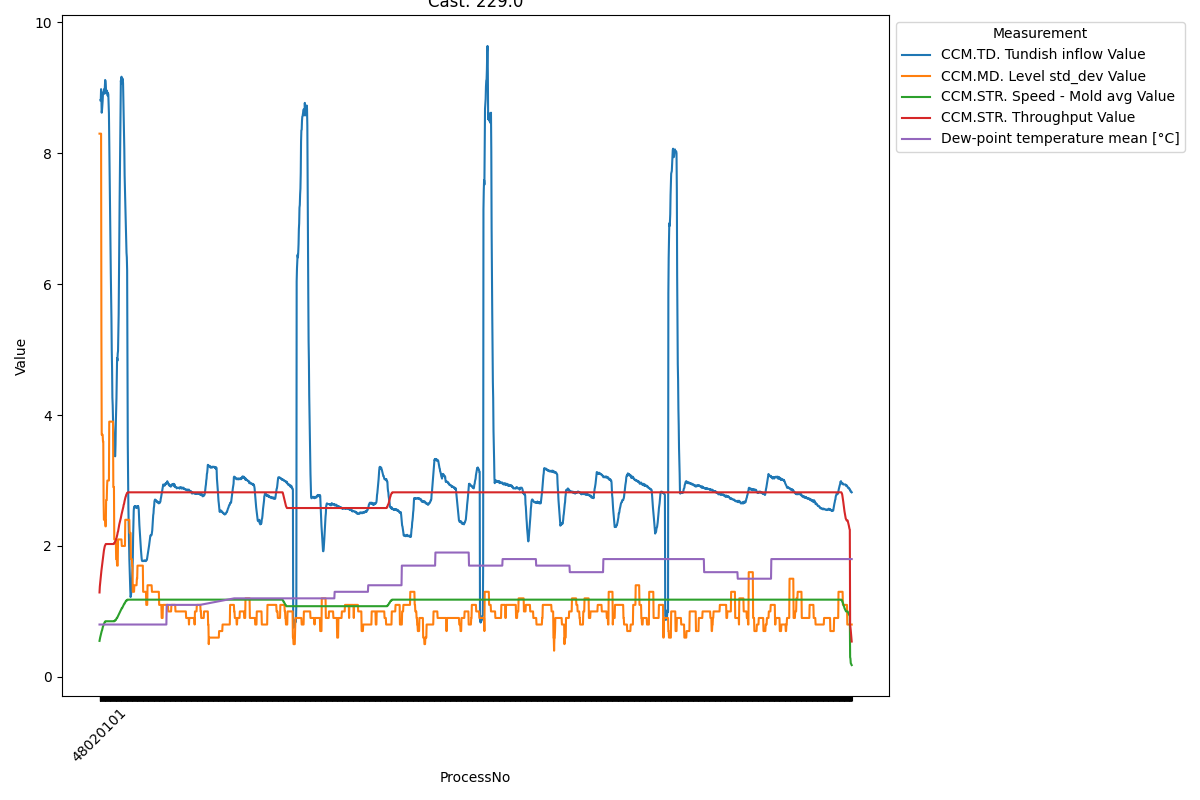 Cast: 229.0
10
8
6
4
2
0
Value
48020101
ProcessNo
Measurement
CCM.TD. Tundish inflow Value
CCM.MD. Level std_dev Value
CCM.STR. Speed - Mold avg Value
CCM.STR. Throughput Value
Dew-point temperature mean [°C]